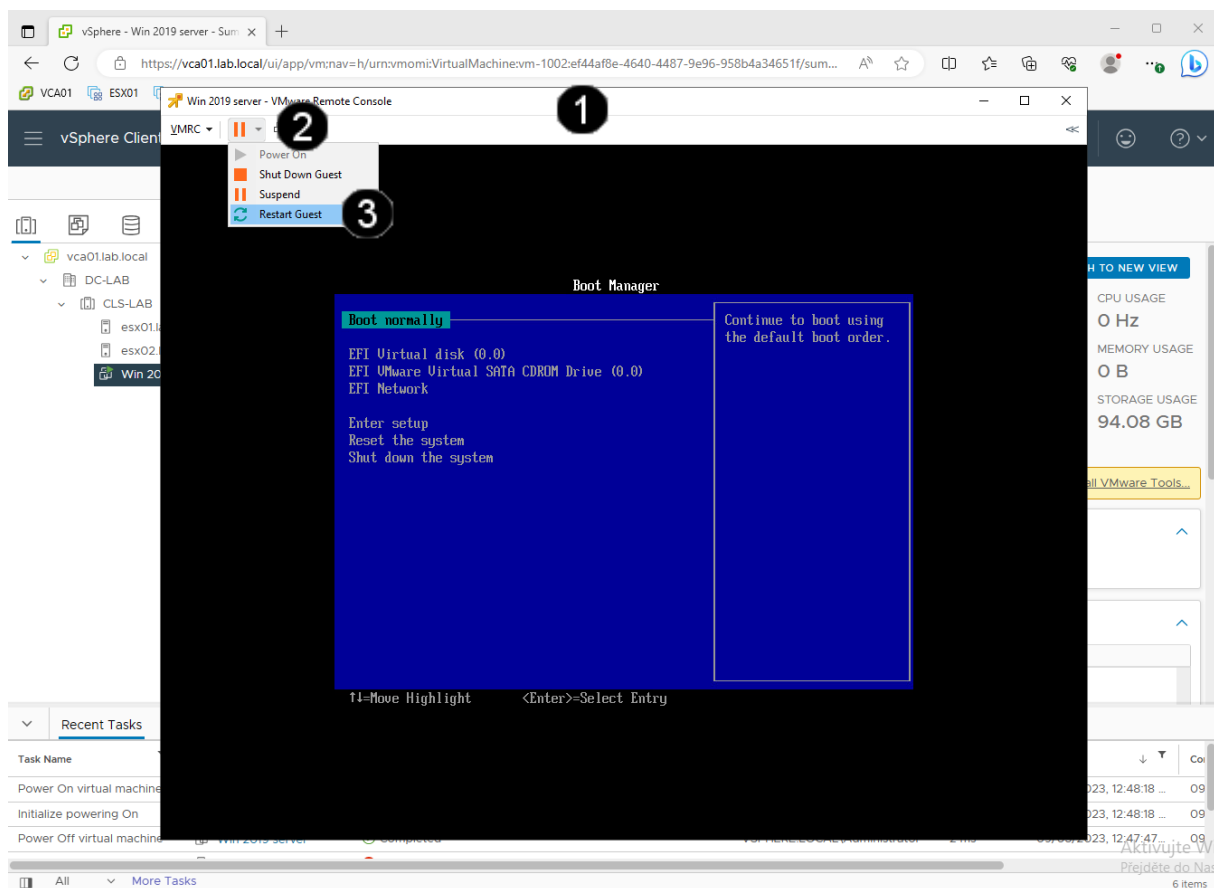 vSphere - Win 2019 server - Sum
https://vca01.lab.local/ui/app/vm;nav=h/urn:vmomi:VirtualMachine:vm-1002:ef44af8e-4640-4487-9e96-958b4a34651f/sum...
VCA01 ESX01
Win 2019 server - VMware Remote Console
1
VMRC
2
vSphere Client
Power On
Shut Down Guest
Suspend
Restart Guest
3
vca01.lab.local
DC-LAB
CLS-LAB
esx01.l
esx02.l
Win 20
H TO NEW VIEW
CPU USAGE
0 Hz
MEMORY USAGE
0 B
STORAGE USAGE
94.08 GB
all VMware Tools...
Boot Manager
Boot normally
EFI Virtual disk (0.0)
EFI VMware Virtual SATA CDROM Drive (0.0)
EFI Network
Enter setup
Reset the system
Shut down the system
Continue to boot using
the default boot order.
↑↓=Move Highlight <Enter>=Select Entry
Recent Tasks
Task Name
Power On virtual machine
023, 12:48:18 ... 09
Initialize powering On
023, 12:48:18 ... 09
Power Off virtual machine
023, 12:47:47 ... 09
Aktivujte W
Přejděte do Nas
All More Tasks
6 items